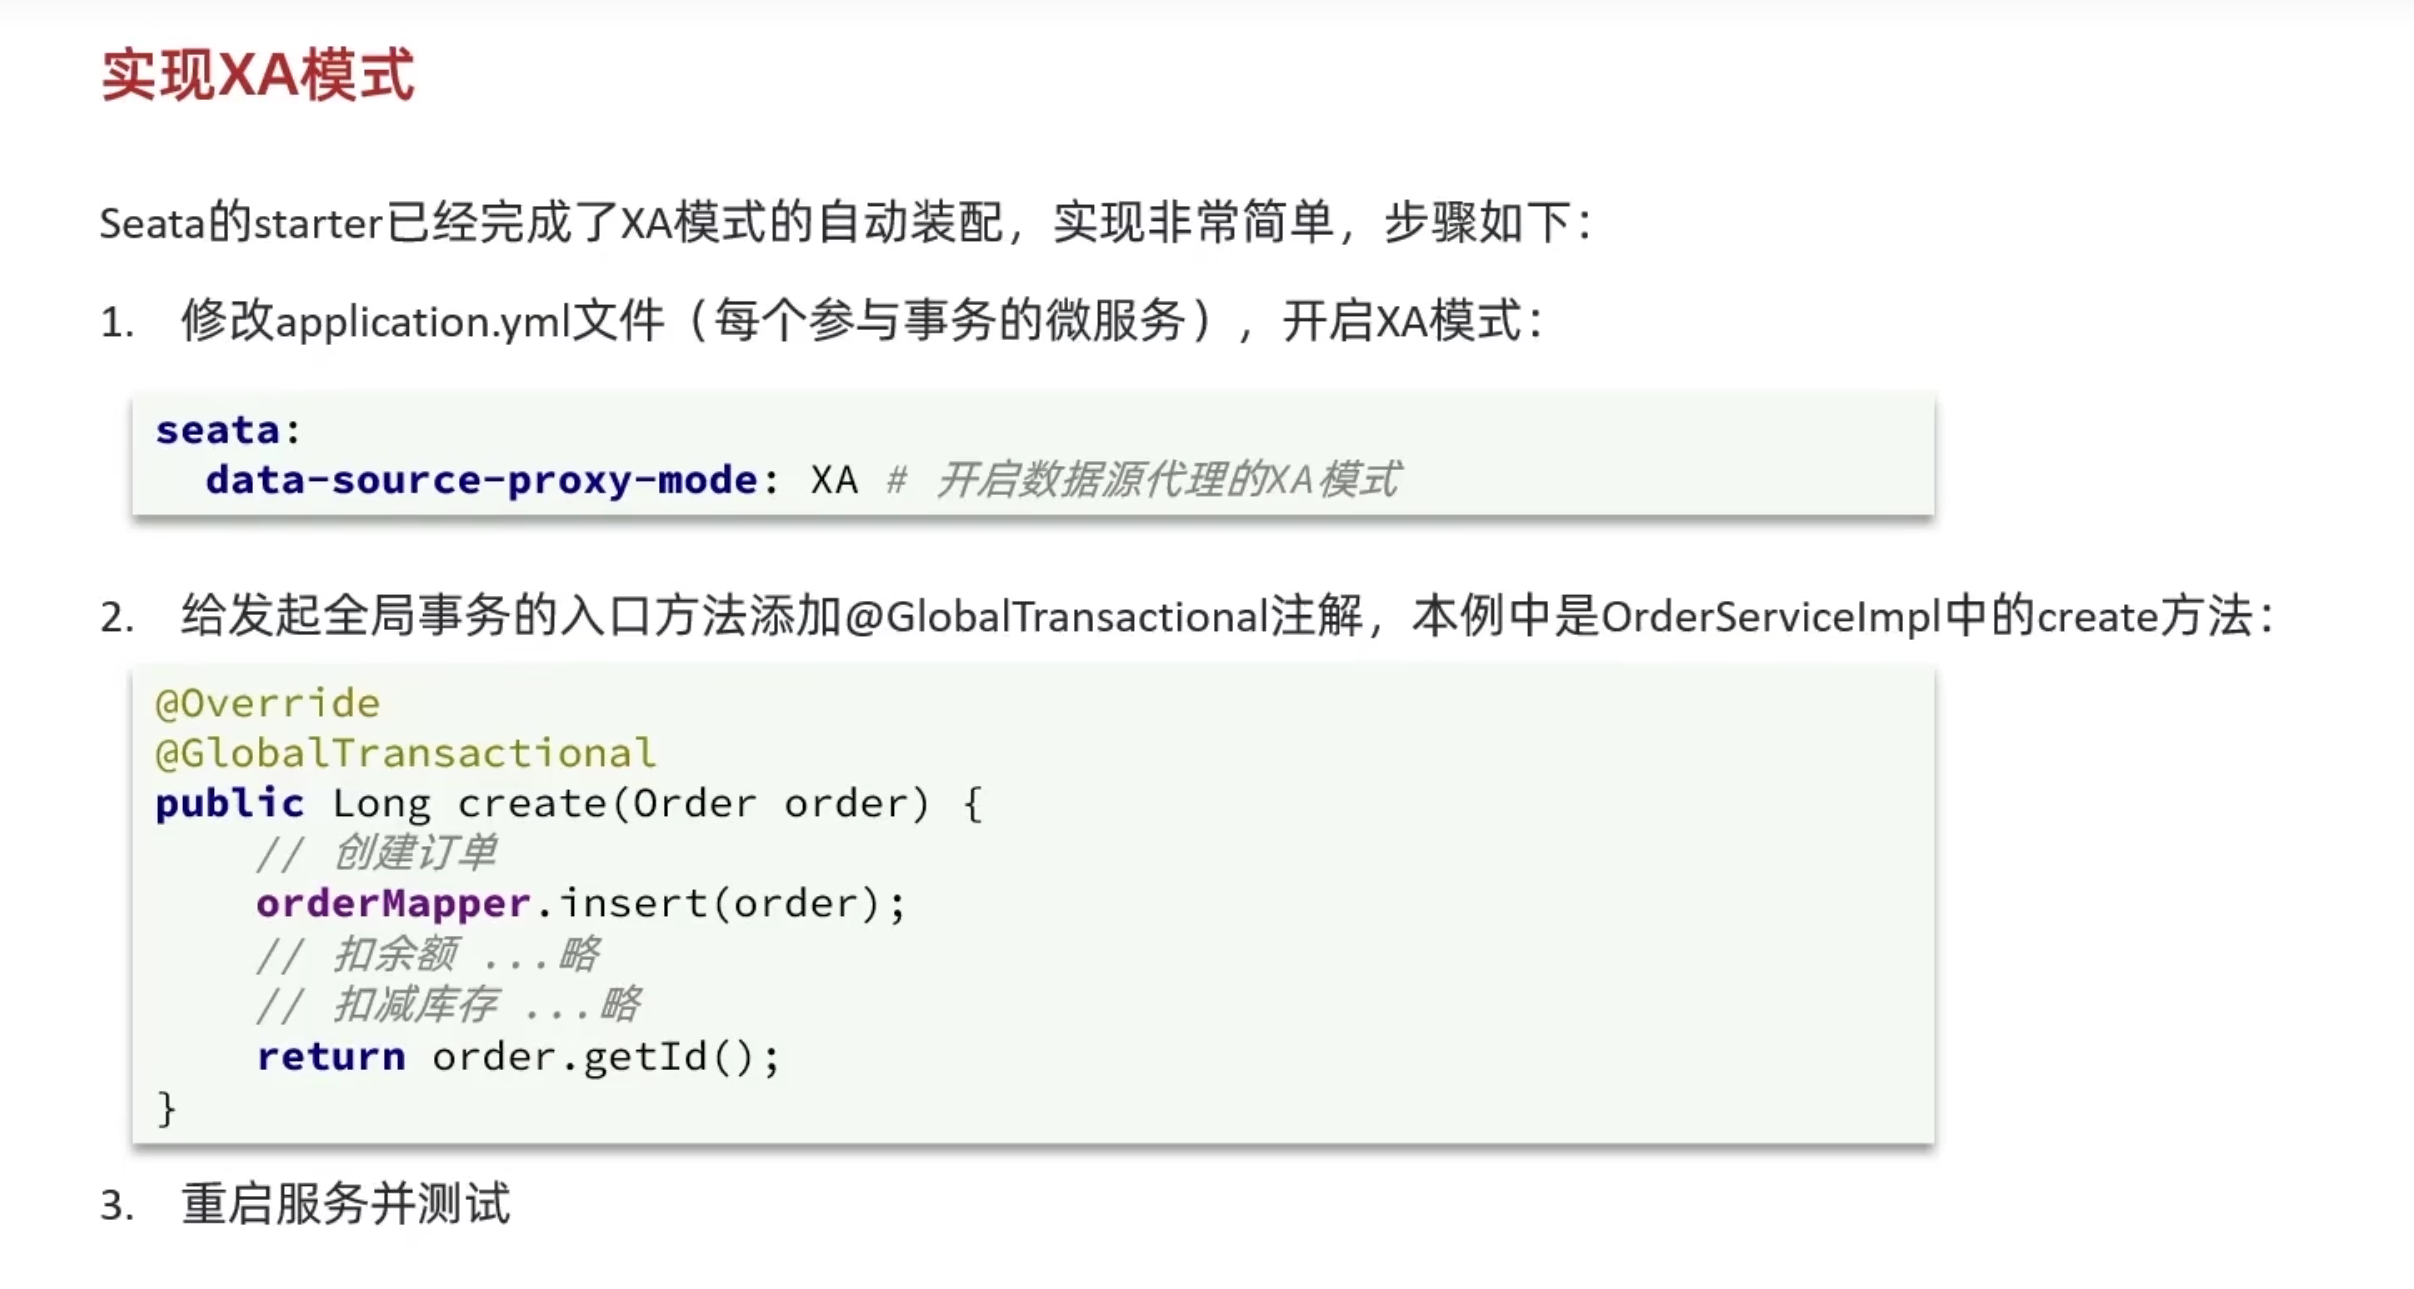 实现XA模式
Seata的starter已经完成了XA模式的自动装配，实现非常简单，步骤如下：
1. 修改application.yml文件（每个参与事务的微服务），开启XA模式：
seata:
  data-source-proxy-mode: XA # 开启数据源代理的XA模式
2. 给发起全局事务的入口方法添加@GlobalTransactional注解，本例中是OrderServiceImpl中的create方法：
@Override
@GlobalTransactional
public Long create(Order order) {
    // 创建订单
    orderMapper.insert(order);
    // 扣余额 ...略
    // 扣减库存 ...略
    return order.getId();
}
3. 重启服务并测试